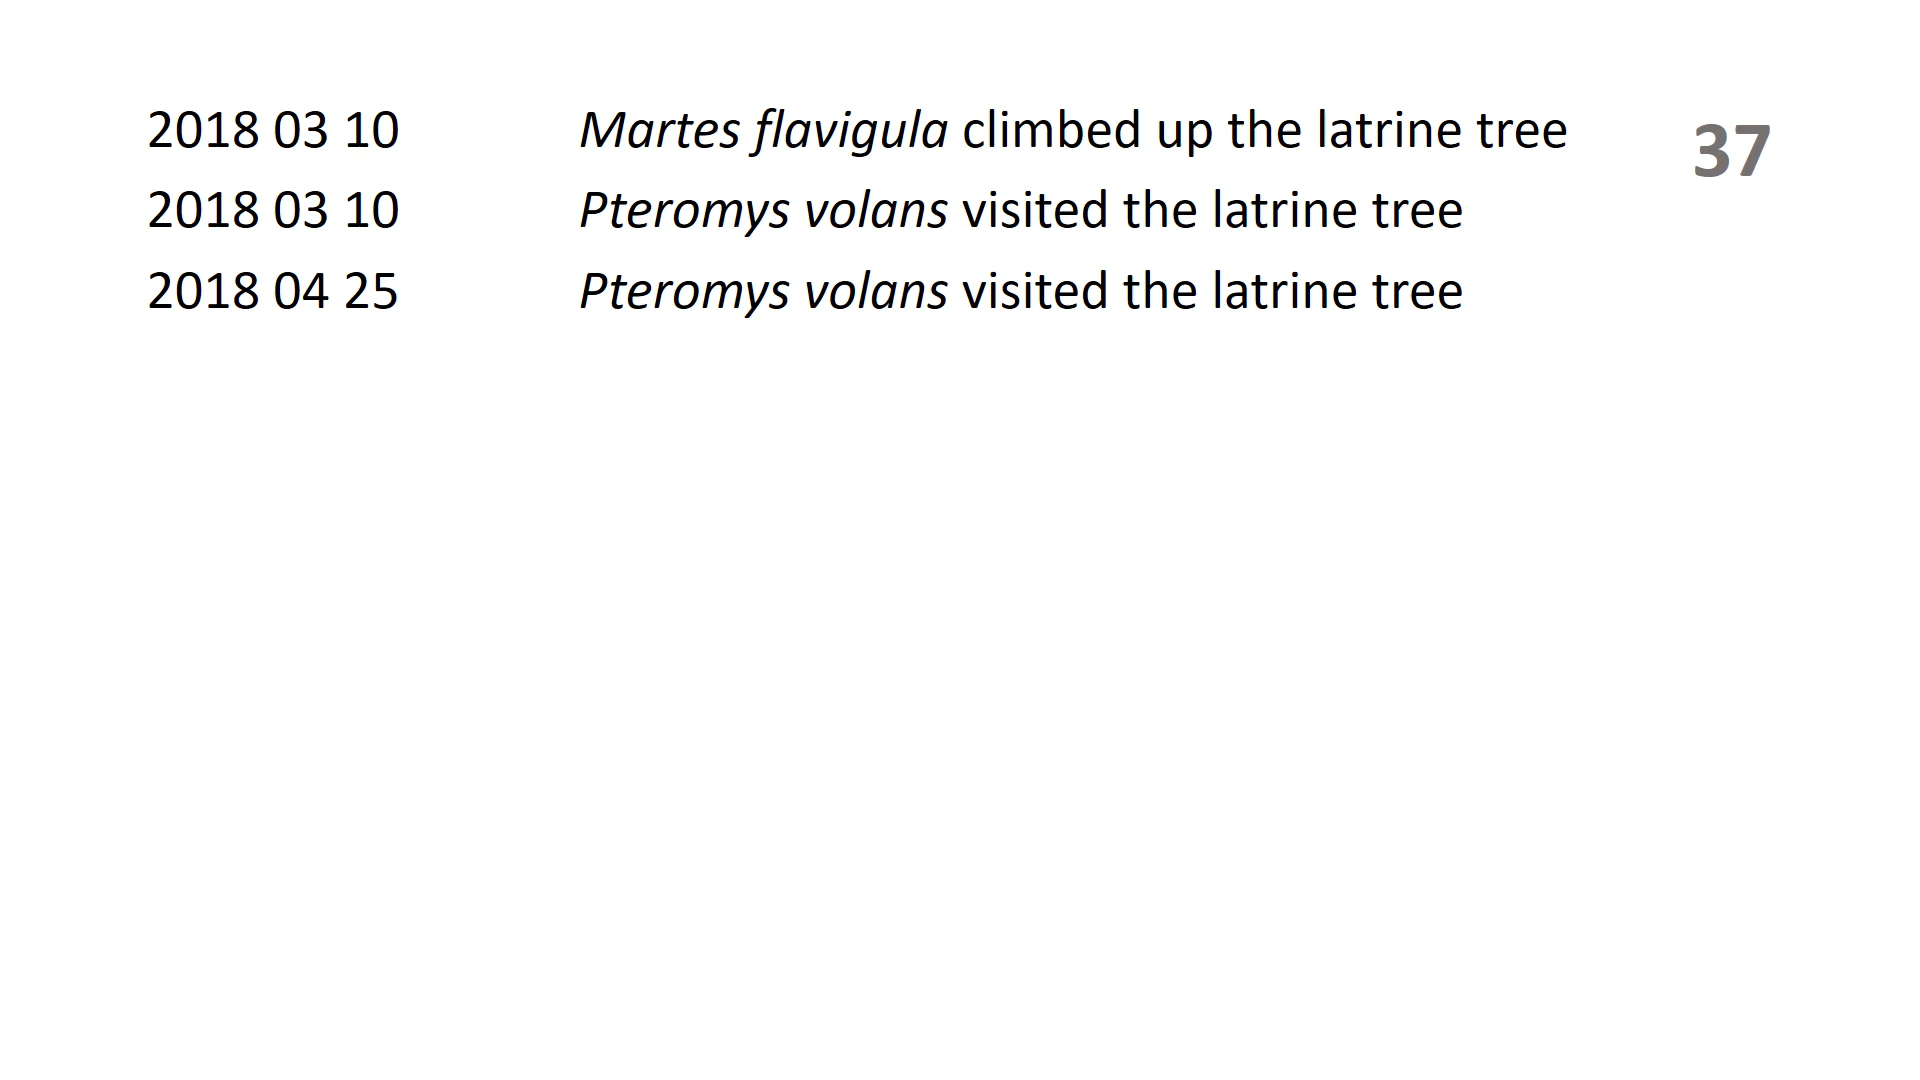 2018 03 10 Martes flavigula climbed up the latrine tree 37
2018 03 10 Pteromys volans visited the latrine tree
2018 04 25 Pteromys volans visited the latrine tree